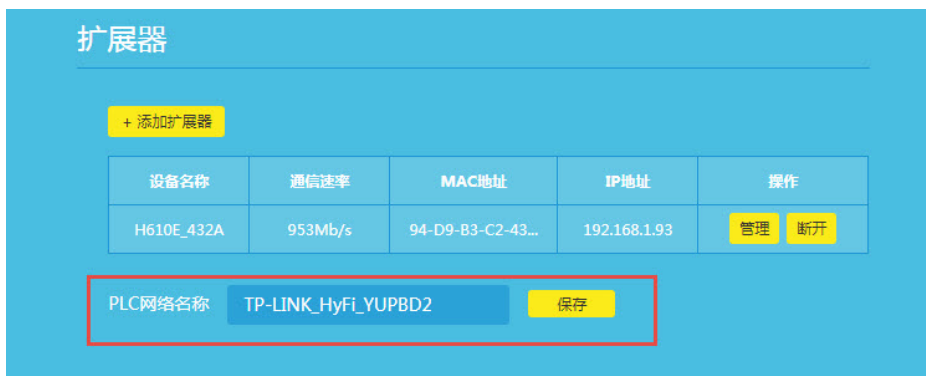 扩展器
+ 添加扩展器
设备名称 通信速率 MAC地址 IP地址 操作
H610E_432A 953Mb/s 94-D9-B3-C2-43... 192.168.1.93 管理 断开
PLC网络名称 TP-LINK_HyFi_YUPBD2 保存